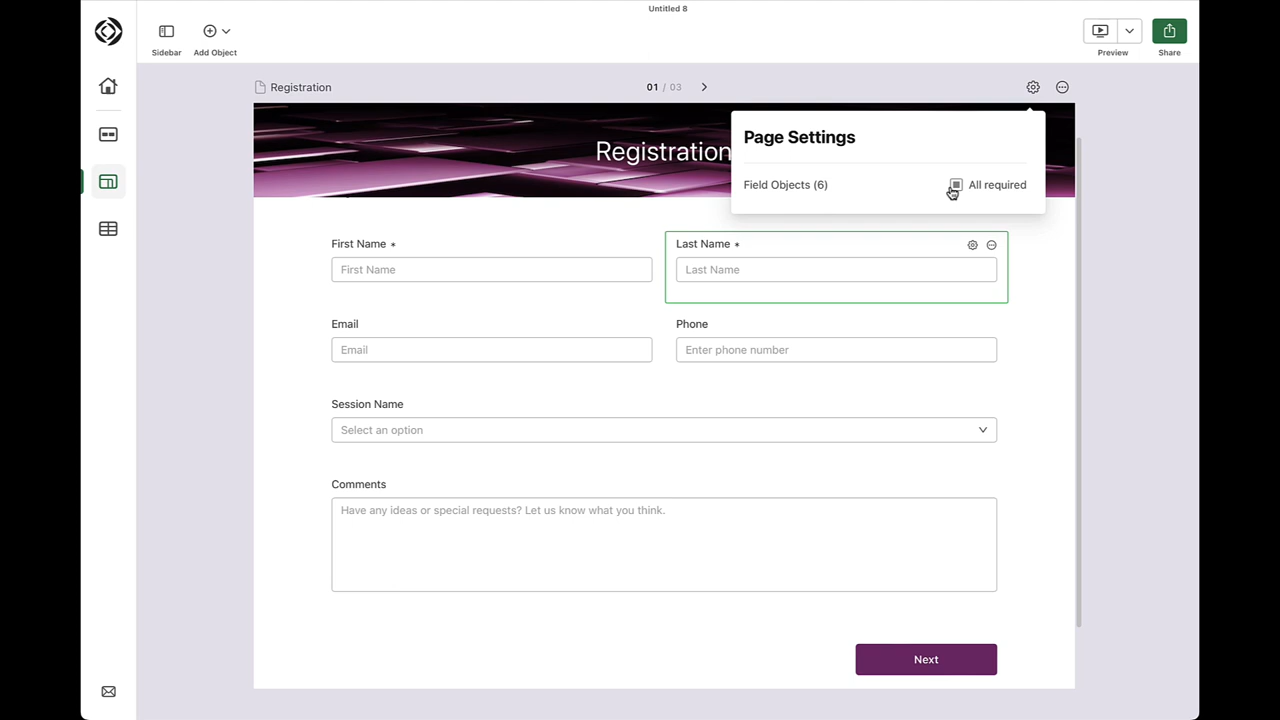 Untitled 8
Sidebar
Add Object
Preview
Share
Registration
01 / 03
Registration
Page Settings
Field Objects (6)
All required
First Name *
Last Name *
First Name
Last Name
Email
Phone
Email
Enter phone number
Session Name
Select an option
Comments
Have any ideas or special requests? Let us know what you think.
Next